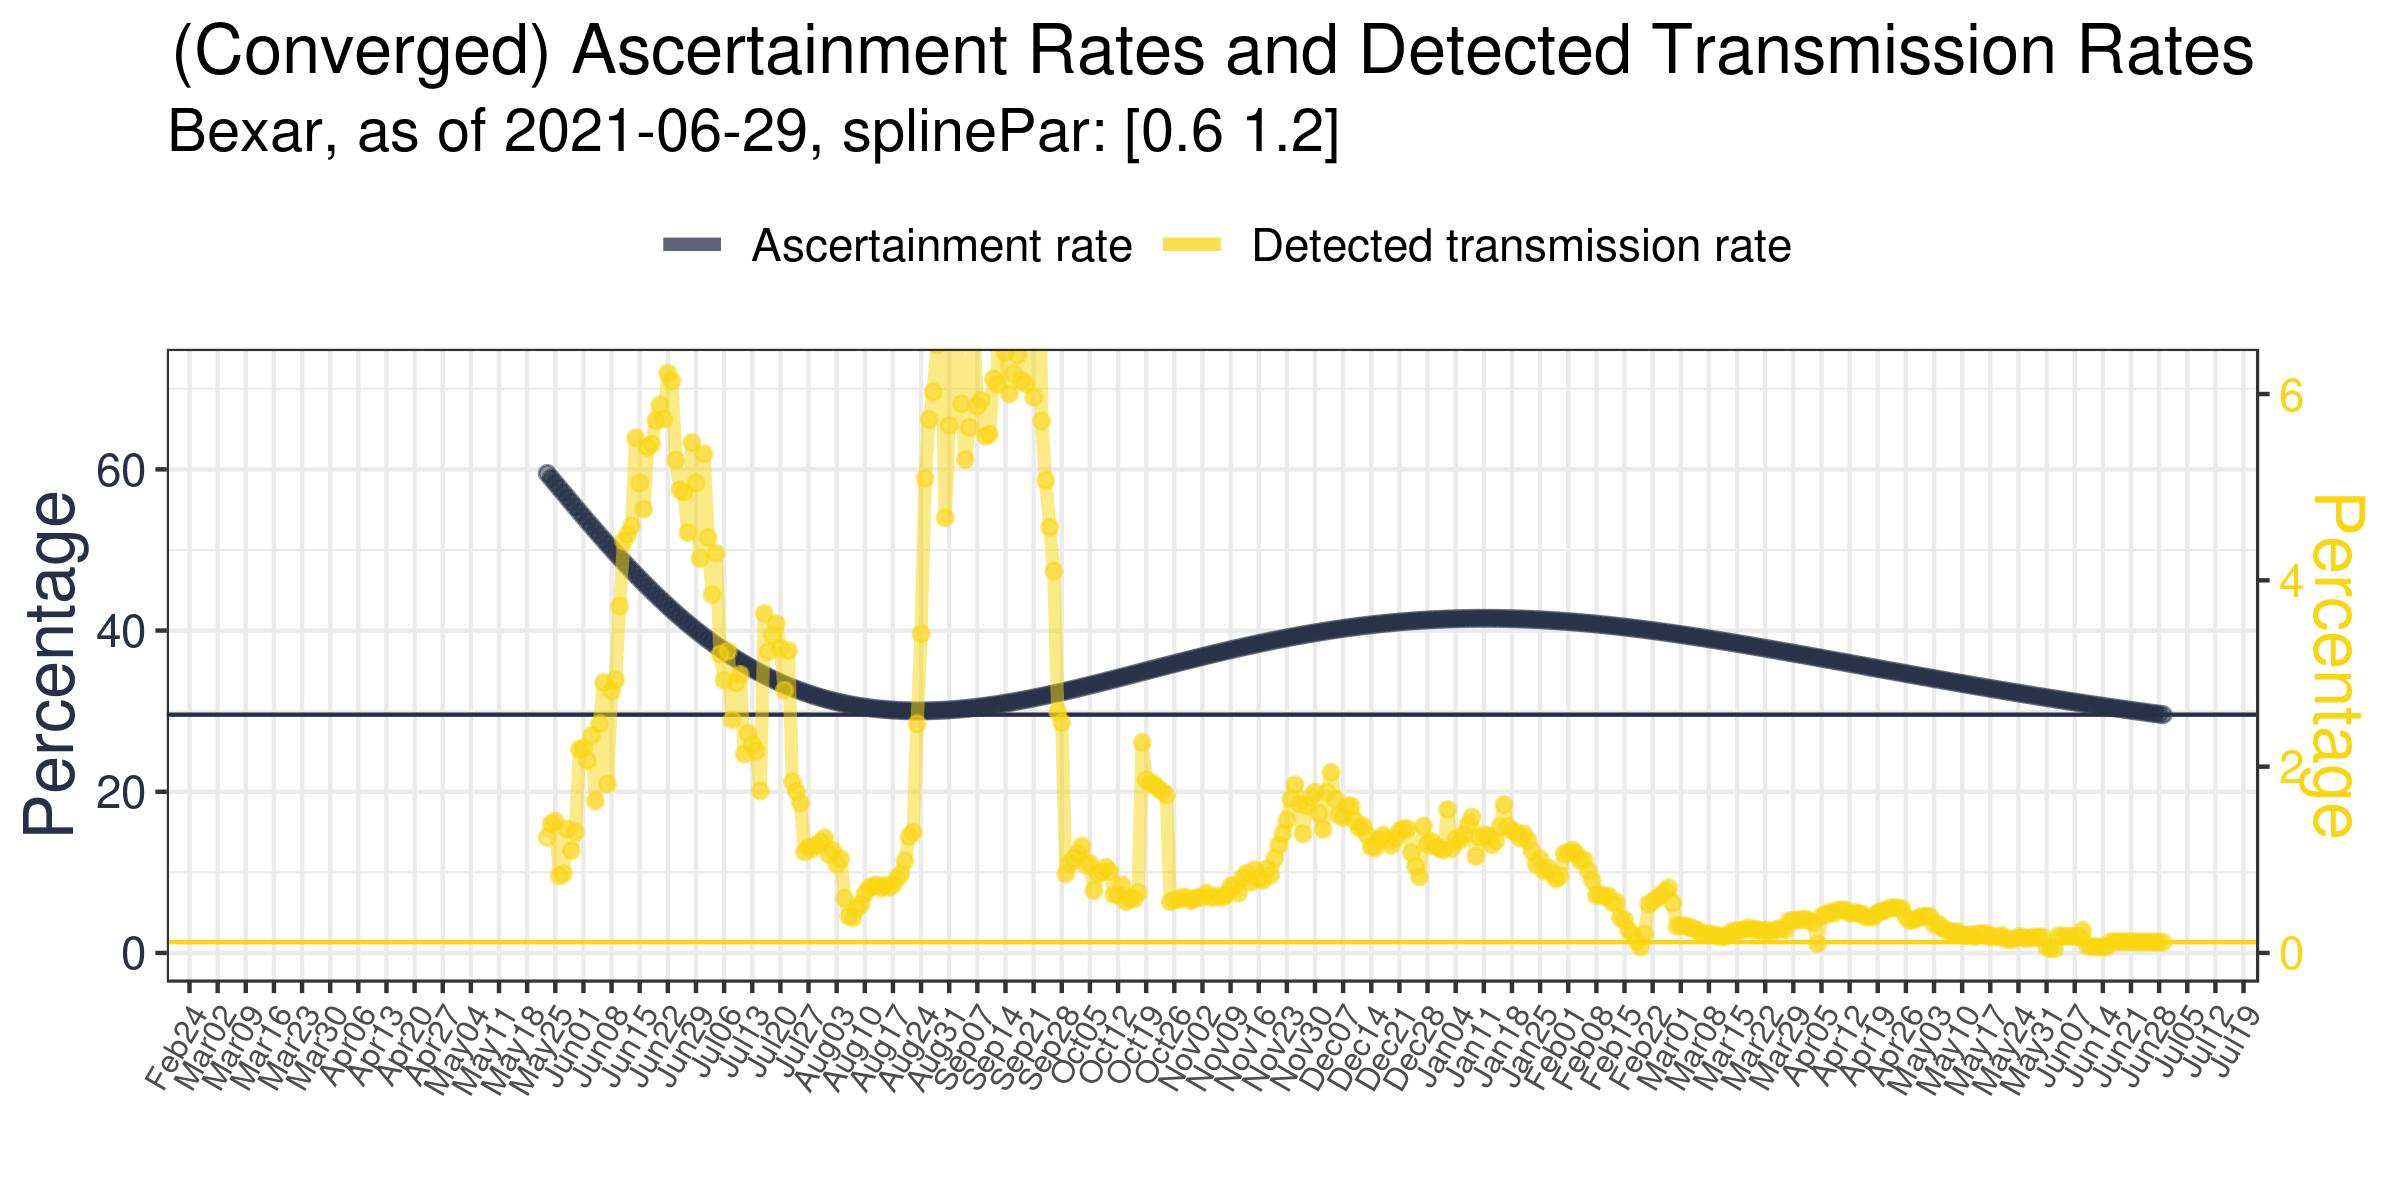 (Converged) Ascertainment Rates and Detected Transmission Rates
Bexar, as of 2021-06-29, splinePar: [0.6 1.2]
Ascertainment rate Detected transmission rate
Percentage
60
40
20
0
6
4
2
0
Percentage
Feb24 Mar02 Mar09 Mar16 Mar23 Mar30 Apr06 Apr13 Apr20 Apr27 May04 May11 May18 May25 Jun01 Jun08 Jun15 Jun22 Jun29 Jul06 Jul13 Jul20 Jul27 Aug03 Aug10 Aug17 Aug24 Aug31 Sep07 Sep14 Sep21 Sep28 Oct05 Oct12 Oct19 Oct26 Nov02 Nov09 Nov16 Nov23 Nov30 Dec07 Dec14 Dec21 Dec28 Jan04 Jan11 Jan18 Jan25 Feb01 Feb08 Feb15 Feb22 Mar01 Mar08 Mar15 Mar22 Mar29 Apr05 Apr12 Apr19 Apr26 May03 May10 May17 May24 May31 Jun07 Jun14 Jun21 Jun28 Jul05 Jul12 Jul19